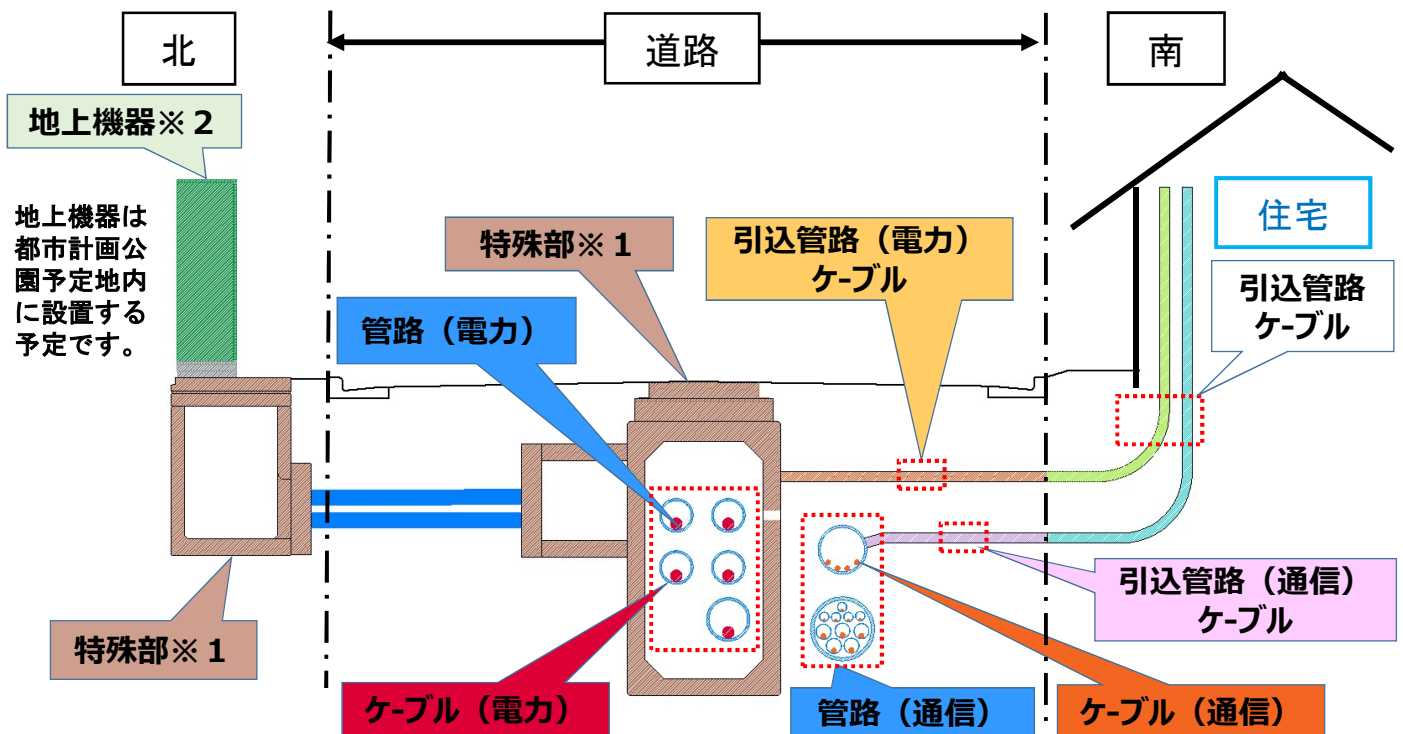 北
道路
南
地上機器※２
地上機器は
都市計画公
園予定地内
に設置する
予定です。
特殊部※１
管路（電力）
引込管路（電力）
ケーブル
住宅
引込管路
ケーブル
特殊部※１
ケーブル（電力）
管路（通信）
引込管路（通信）
ケーブル
ケーブル（通信）